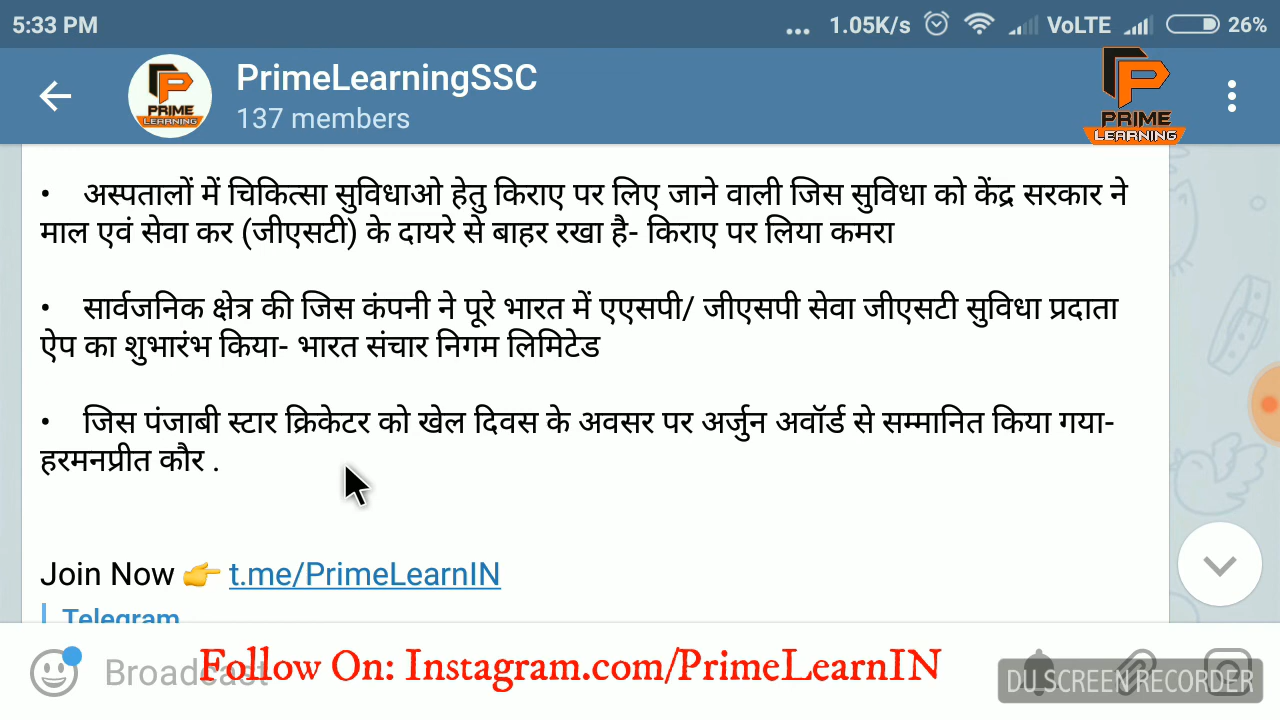 5:33 PM
... 1.05K/s VoLTE 26%
PrimeLearningSSC
137 members
PRIME
LEARNING
PRIME
LEARNING
• अस्पतालों में चिकित्सा सुविधाओ हेतु किराए पर लिए जाने वाली जिस सुविधा को केंद्र सरकार ने
माल एवं सेवा कर (जीएसटी) के दायरे से बाहर रखा है- किराए पर लिया कमरा
• सार्वजनिक क्षेत्र की जिस कंपनी ने पूरे भारत में एएसपी/ जीएसपी सेवा जीएसटी सुविधा प्रदाता
ऐप का शुभारंभ किया- भारत संचार निगम लिमिटेड
• जिस पंजाबी स्टार क्रिकेटर को खेल दिवस के अवसर पर अर्जुन अवॉर्ड से सम्मानित किया गया-
हरमनप्रीत कौर .
Join Now 👉 t.me/PrimeLearnIN
Telegram
Broadcast
Follow On: Instagram.com/PrimeLearnIN
DU SCREEN RECORDER